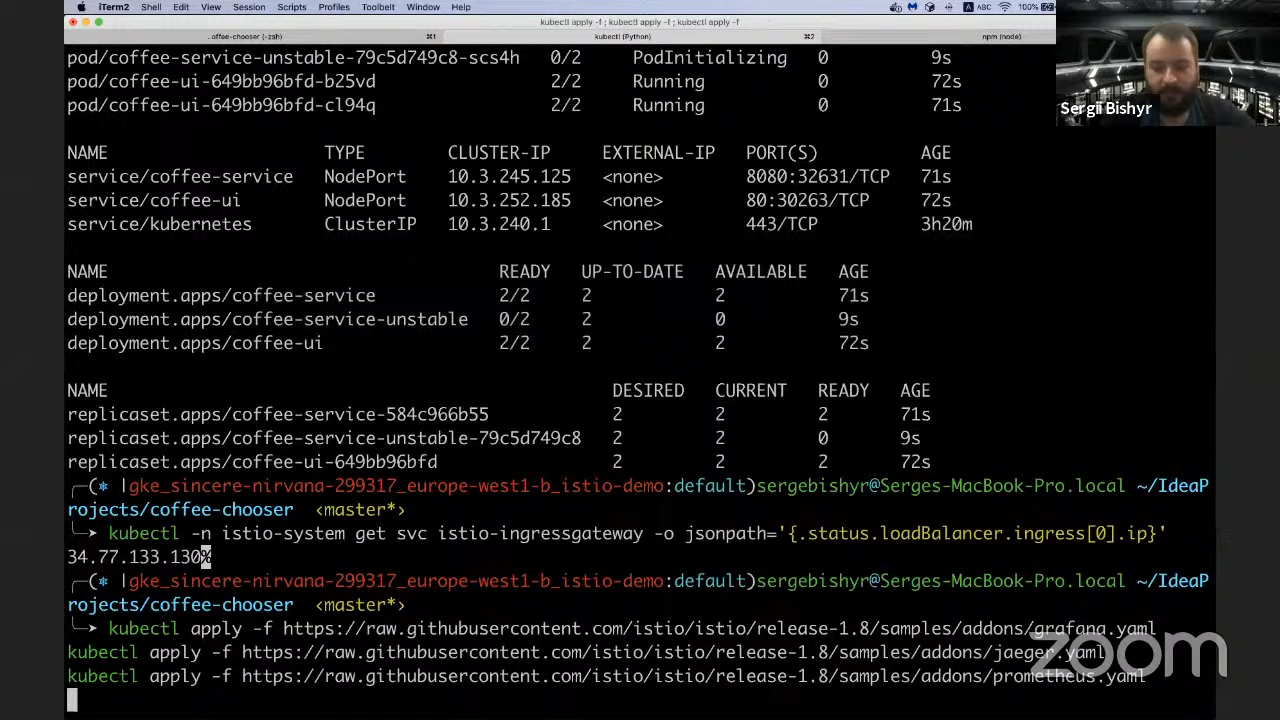 iTerm2 Shell Edit View Session Scripts Profiles Toolbelt Window Help ABC 100%
kubectl apply -f ; kubectl apply -f ; kubectl apply -f
..offee-chooser (-zsh) ⌘1 kubectl (Python) ⌘2 npm (node)
pod/coffee-service-unstable-79c5d749c8-scs4h 0/2 PodInitializing 0 9s
pod/coffee-ui-649bb96bfd-b25vd 2/2 Running 0 72s
pod/coffee-ui-649bb96bfd-cl94q 2/2 Running 0 71s
Sergii Bishyr
NAME TYPE CLUSTER-IP EXTERNAL-IP PORT(S) AGE
service/coffee-service NodePort 10.3.245.125 <none> 8080:32631/TCP 71s
service/coffee-ui NodePort 10.3.252.185 <none> 80:30263/TCP 72s
service/kubernetes ClusterIP 10.3.240.1 <none> 443/TCP 3h20m
NAME READY UP-TO-DATE AVAILABLE AGE
deployment.apps/coffee-service 2/2 2 2 71s
deployment.apps/coffee-service-unstable 0/2 2 0 9s
deployment.apps/coffee-ui 2/2 2 2 72s
NAME DESIRED CURRENT READY AGE
replicaset.apps/coffee-service-584c966b55 2 2 2 71s
replicaset.apps/coffee-service-unstable-79c5d749c8 2 2 0 9s
replicaset.apps/coffee-ui-649bb96bfd 2 2 2 72s
╭─(⎈ |gke_sincere-nirvana-299317_europe-west1-b_istio-demo:default)sergebishyr@Serges-MacBook-Pro.local ~/IdeaP
rojects/coffee-chooser ‹master*›
╰─➤ kubectl -n istio-system get svc istio-ingressgateway -o jsonpath='{.status.loadBalancer.ingress[0].ip}'
34.77.133.130%
╭─(⎈ |gke_sincere-nirvana-299317_europe-west1-b_istio-demo:default)sergebishyr@Serges-MacBook-Pro.local ~/IdeaP
rojects/coffee-chooser ‹master*›
╰─➤ kubectl apply -f https://raw.githubusercontent.com/istio/istio/release-1.8/samples/addons/grafana.yaml
kubectl apply -f https://raw.githubusercontent.com/istio/istio/release-1.8/samples/addons/jaeger.yaml
kubectl apply -f https://raw.githubusercontent.com/istio/istio/release-1.8/samples/addons/prometheus.yaml
zoom